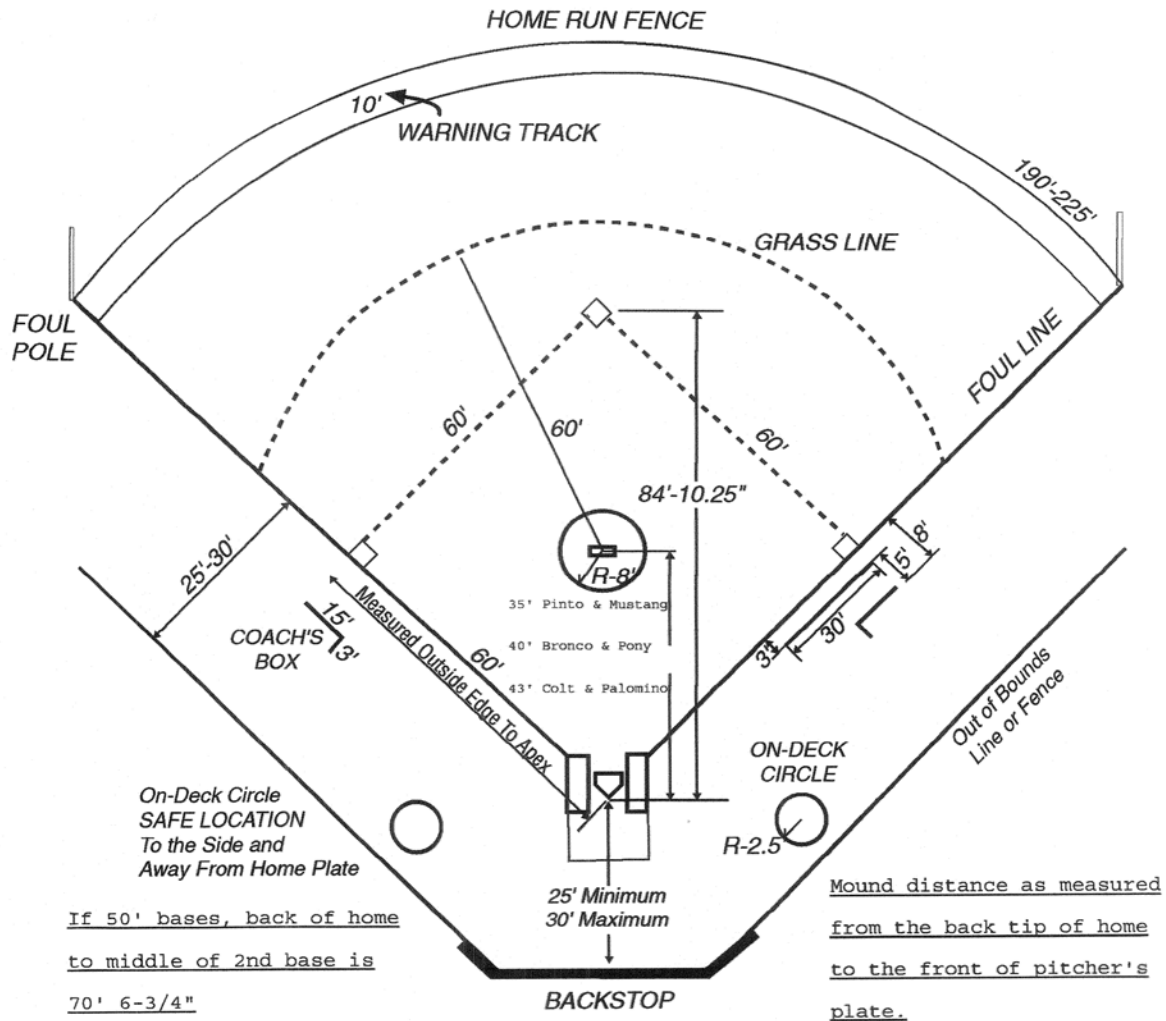 HOME RUN FENCE
10'
WARNING TRACK
190'-225'
GRASS LINE
FOUL
POLE
FOUL LINE
60'
60'
60'
84'-10.25"
8'
5'
25'-30'
R-8'
35' Pinto & Mustang
30'
15'
3'
COACH'S
BOX
40' Bronco & Pony
3'
60'
43' Colt & Palomino
Measured Outside Edge To Apex
Out of Bounds
Line or Fence
ON-DECK
CIRCLE
On-Deck Circle
SAFE LOCATION
To the Side and
Away From Home Plate
R-2.5'
25' Minimum
30' Maximum
If 50' bases, back of home
to middle of 2nd base is
70' 6-3/4"
Mound distance as measured
from the back tip of home
to the front of pitcher's
plate.
BACKSTOP